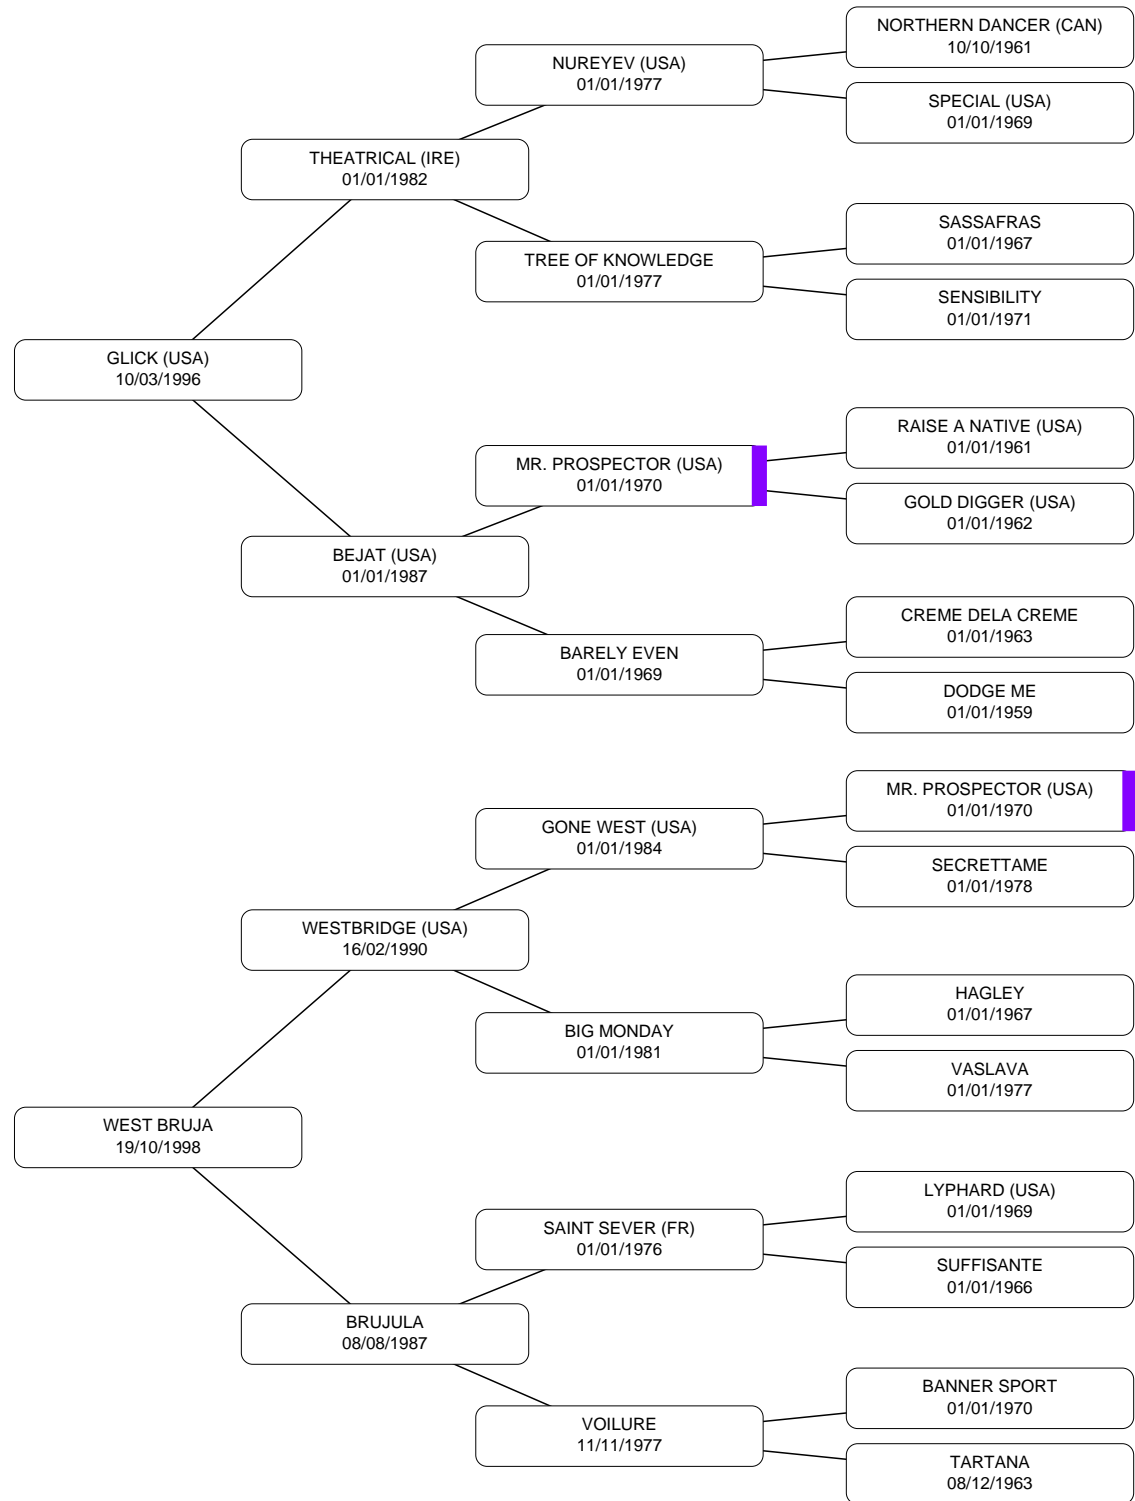 NORTHERN DANCER (CAN)
10/10/1961
NUREYEV (USA)
01/01/1977
SPECIAL (USA)
01/01/1969
THEATRICAL (IRE)
01/01/1982
SASSAFRAS
01/01/1967
TREE OF KNOWLEDGE
01/01/1977
SENSIBILITY
01/01/1971
GLICK (USA)
10/03/1996
RAISE A NATIVE (USA)
01/01/1961
MR. PROSPECTOR (USA)
01/01/1970
GOLD DIGGER (USA)
01/01/1962
BEJAT (USA)
01/01/1987
CREME DELA CREME
01/01/1963
BARELY EVEN
01/01/1969
DODGE ME
01/01/1959
MR. PROSPECTOR (USA)
01/01/1970
GONE WEST (USA)
01/01/1984
SECRETTAME
01/01/1978
WESTBRIDGE (USA)
16/02/1990
HAGLEY
01/01/1967
BIG MONDAY
01/01/1981
VASLAVA
01/01/1977
WEST BRUJA
19/10/1998
LYPHARD (USA)
01/01/1969
SAINT SEVER (FR)
01/01/1976
SUFFISANTE
01/01/1966
BRUJULA
08/08/1987
BANNER SPORT
01/01/1970
VOILURE
11/11/1977
TARTANA
08/12/1963